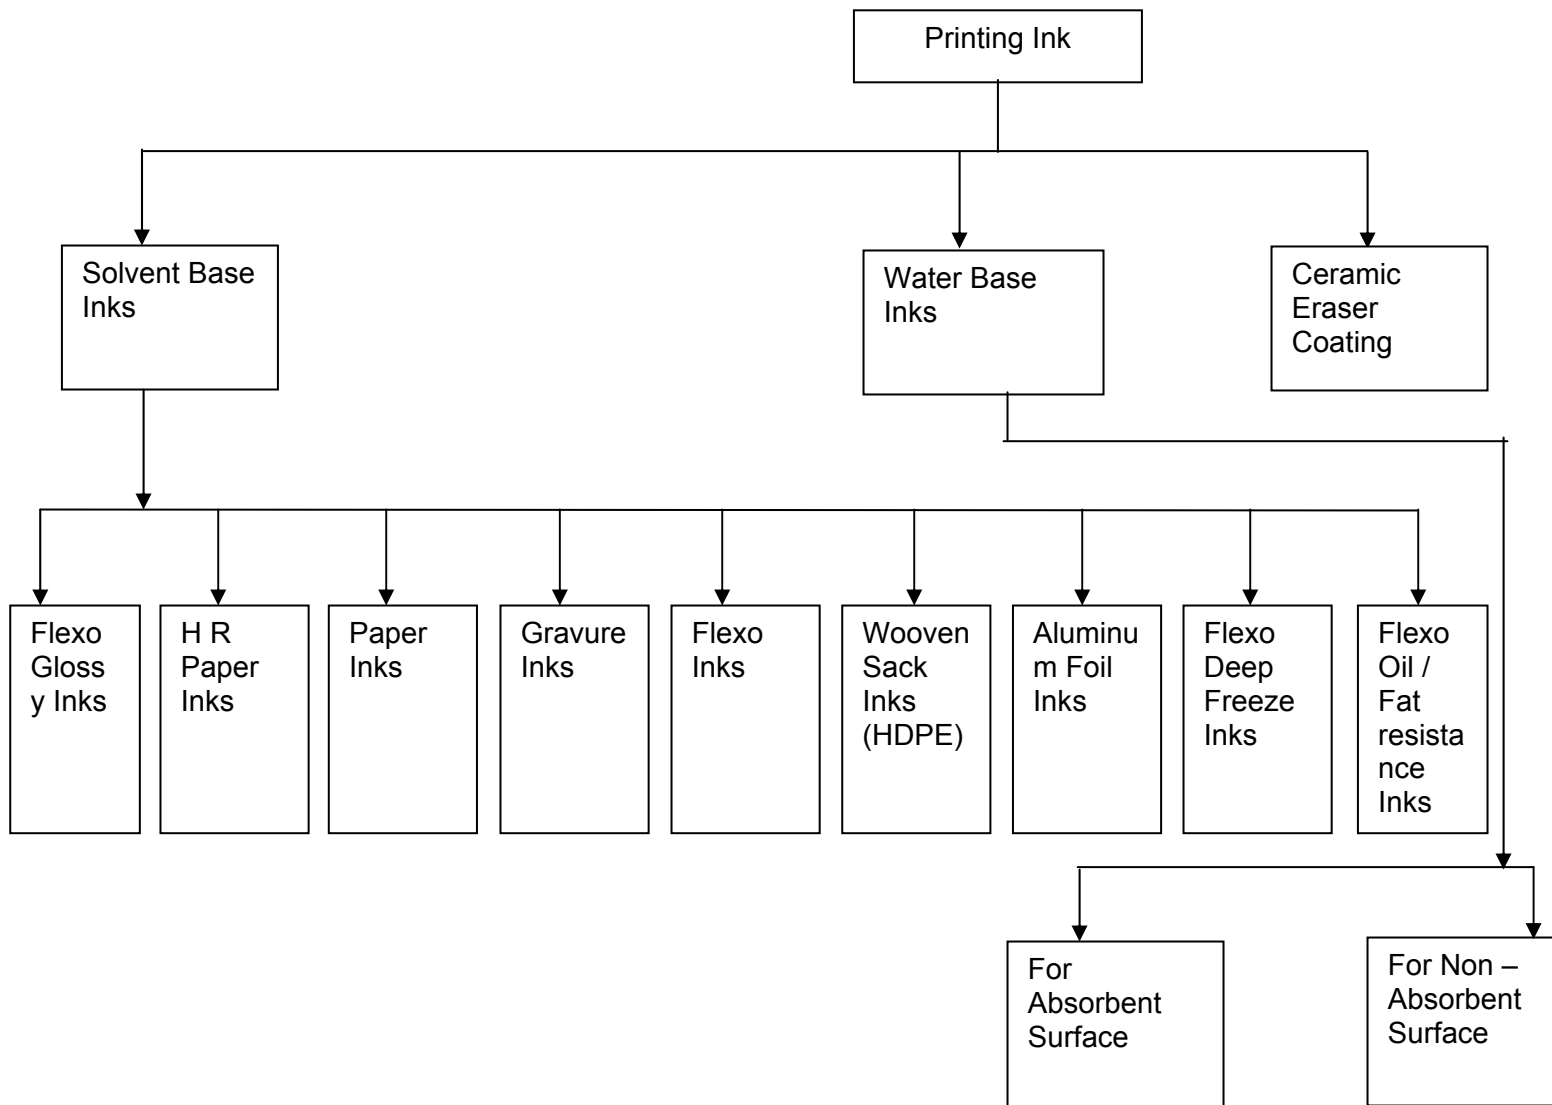 Printing Ink
Solvent Base
Inks
Water Base
Inks
Ceramic
Eraser
Coating
Flexo
Gloss
y Inks
H R
Paper
Inks
Paper
Inks
Gravure
Inks
Flexo
Inks
Wooven
Sack
Inks
(HDPE)
Aluminu
m Foil
Inks
Flexo
Deep
Freeze
Inks
Flexo
Oil /
Fat
resista
nce
Inks
For
Absorbent
Surface
For Non –
Absorbent
Surface